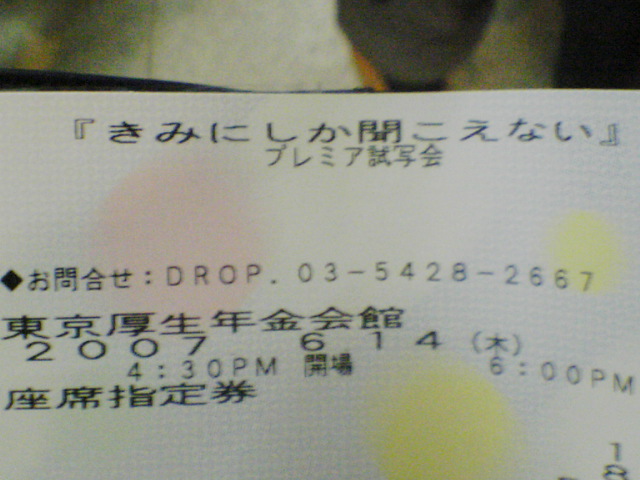 『きみにしか聞こえない』
プレミア試写会
◆お問合せ：DROP. 03-5428-2667
東京厚生年金会館
2007 6 14 (木)
4:30PM 開場 6:00PM
座席指定券
1
8